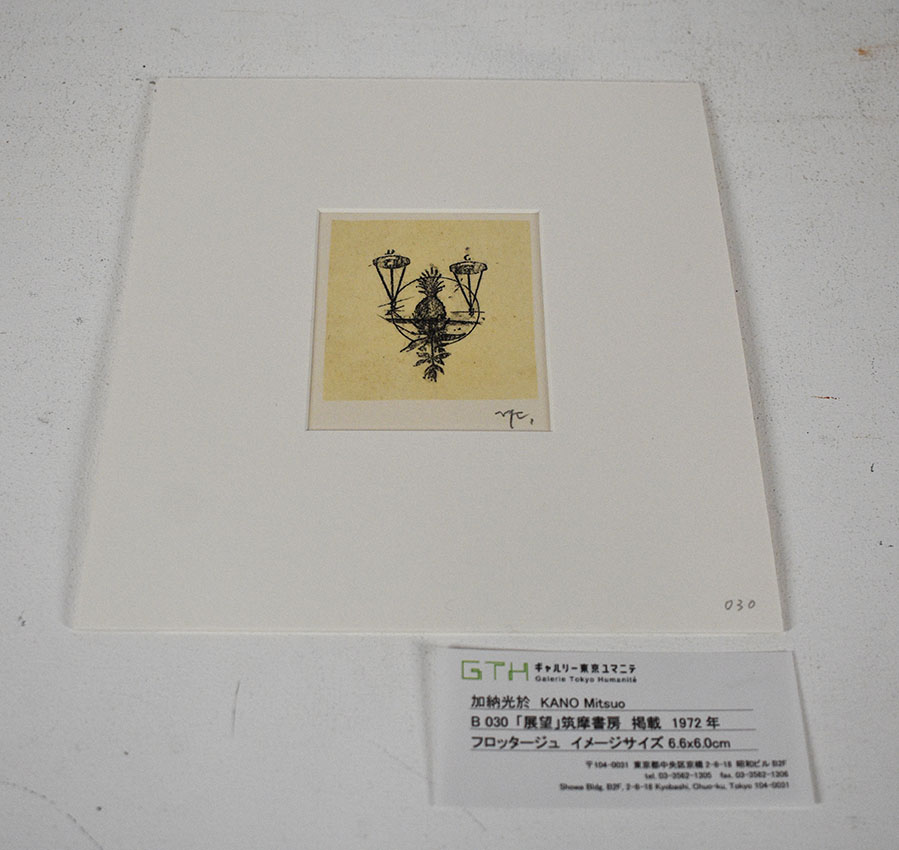 030
GTH ギャルリー東京ユマニテ
Galerie Tokyo Humanité
加納光於 KANO Mitsuo
B 030 「展望」筑摩書房 掲載 1972 年
フロッタージュ イメージサイズ 6.6x6.0cm
〒104-0031 東京都中央区京橋 2-8-18 昭和ビル B2F
tel. 03-3562-1305 fax. 03-3562-1306
Showa Bldg. B2F, 2-8-18 Kyobashi, Chuo-ku, Tokyo 104-0031